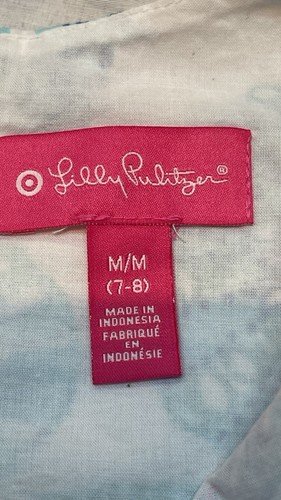 Lilly Pulitzer®
M/M
(7-8)
MADE IN
INDONESIA
FABRIQUÉ
EN
INDONÉSIE